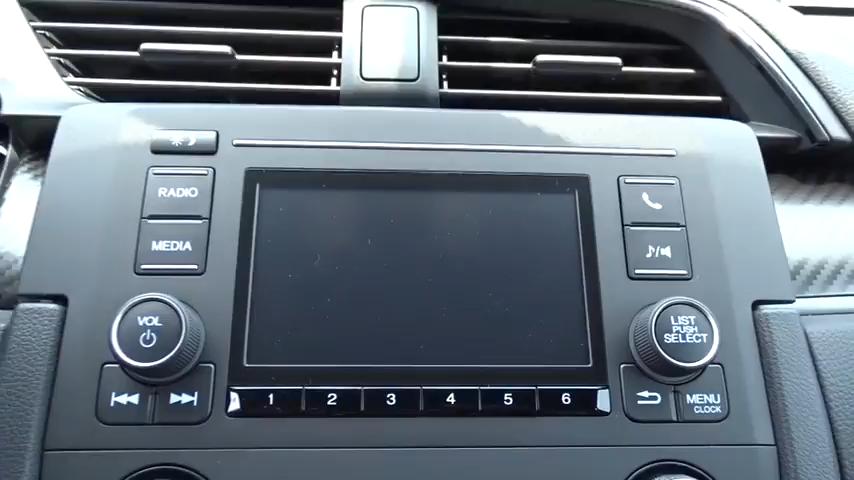 RADIO
MEDIA
VOL
1 2 3 4 5 6
LIST
PUSH
SELECT
MENU
CLOCK